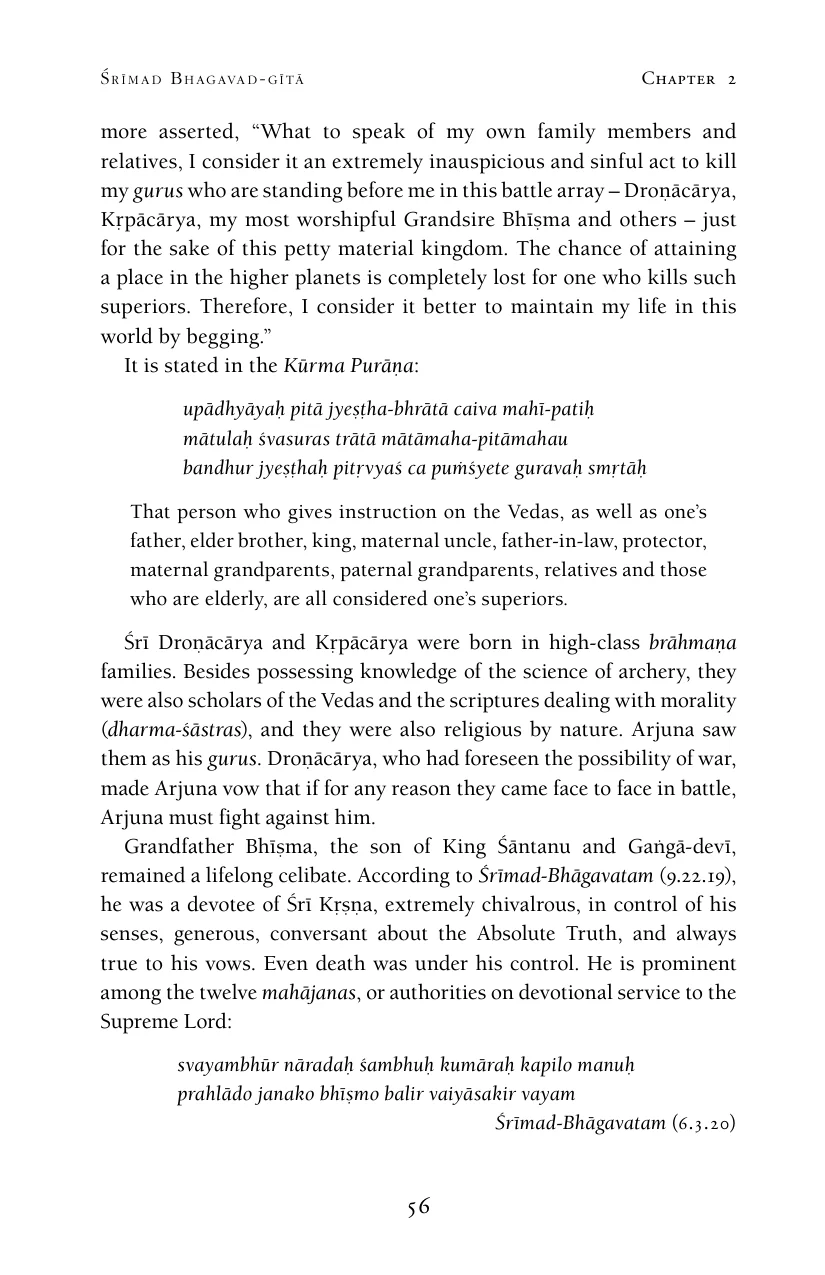 Śrīmad Bhagavad-gītā Chapter 2
more asserted, “What to speak of my own family members and
relatives, I consider it an extremely inauspicious and sinful act to kill
my gurus who are standing before me in this battle array – Droṇācārya,
Kṛpācārya, my most worshipful Grandsire Bhīṣma and others – just
for the sake of this petty material kingdom. The chance of attaining
a place in the higher planets is completely lost for one who kills such
superiors. Therefore, I consider it better to maintain my life in this
world by begging.”
It is stated in the Kūrma Purāṇa:
upādhyāyaḥ pitā jyeṣṭha-bhrātā caiva mahī-patiḥ
mātulaḥ śvasuras trātā mātāmaha-pitāmahau
bandhur jyeṣṭhaḥ pitṛvyaś ca puṁśyete guravaḥ smṛtāḥ
That person who gives instruction on the Vedas, as well as one’s
father, elder brother, king, maternal uncle, father-in-law, protector,
maternal grandparents, paternal grandparents, relatives and those
who are elderly, are all considered one’s superiors.
Śrī Droṇācārya and Kṛpācārya were born in high-class brāhmaṇa
families. Besides possessing knowledge of the science of archery, they
were also scholars of the Vedas and the scriptures dealing with morality
(dharma-śāstras), and they were also religious by nature. Arjuna saw
them as his gurus. Droṇācārya, who had foreseen the possibility of war,
made Arjuna vow that if for any reason they came face to face in battle,
Arjuna must fight against him.
Grandfather Bhīṣma, the son of King Śāntanu and Gaṅgā-devī,
remained a lifelong celibate. According to Śrīmad-Bhāgavatam (9.22.19),
he was a devotee of Śrī Kṛṣṇa, extremely chivalrous, in control of his
senses, generous, conversant about the Absolute Truth, and always
true to his vows. Even death was under his control. He is prominent
among the twelve mahājanas, or authorities on devotional service to the
Supreme Lord:
svayambhūr nāradaḥ śambhuḥ kumāraḥ kapilo manuḥ
prahlādo janako bhīṣmo balir vaiyāsakir vayam
Śrīmad-Bhāgavatam (6.3.20)
56